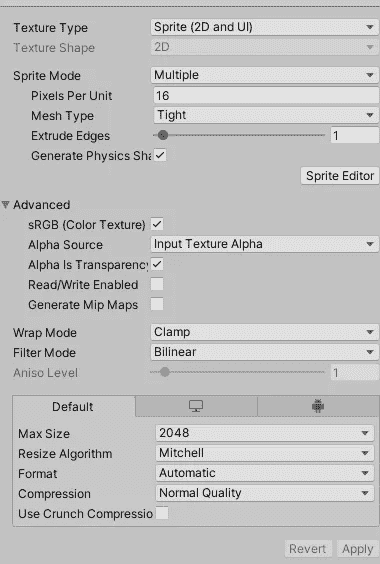 Texture Type Sprite (2D and UI)
Texture Shape 2D
Sprite Mode Multiple
Pixels Per Unit 16
Mesh Type Tight
Extrude Edges 1
Generate Physics Sha
Sprite Editor
Advanced
sRGB (Color Texture)
Alpha Source Input Texture Alpha
Alpha Is Transparency
Read/Write Enabled
Generate Mip Maps
Wrap Mode Clamp
Filter Mode Bilinear
Aniso Level 1
Default
Max Size 2048
Resize Algorithm Mitchell
Format Automatic
Compression Normal Quality
Use Crunch Compressio
Revert Apply